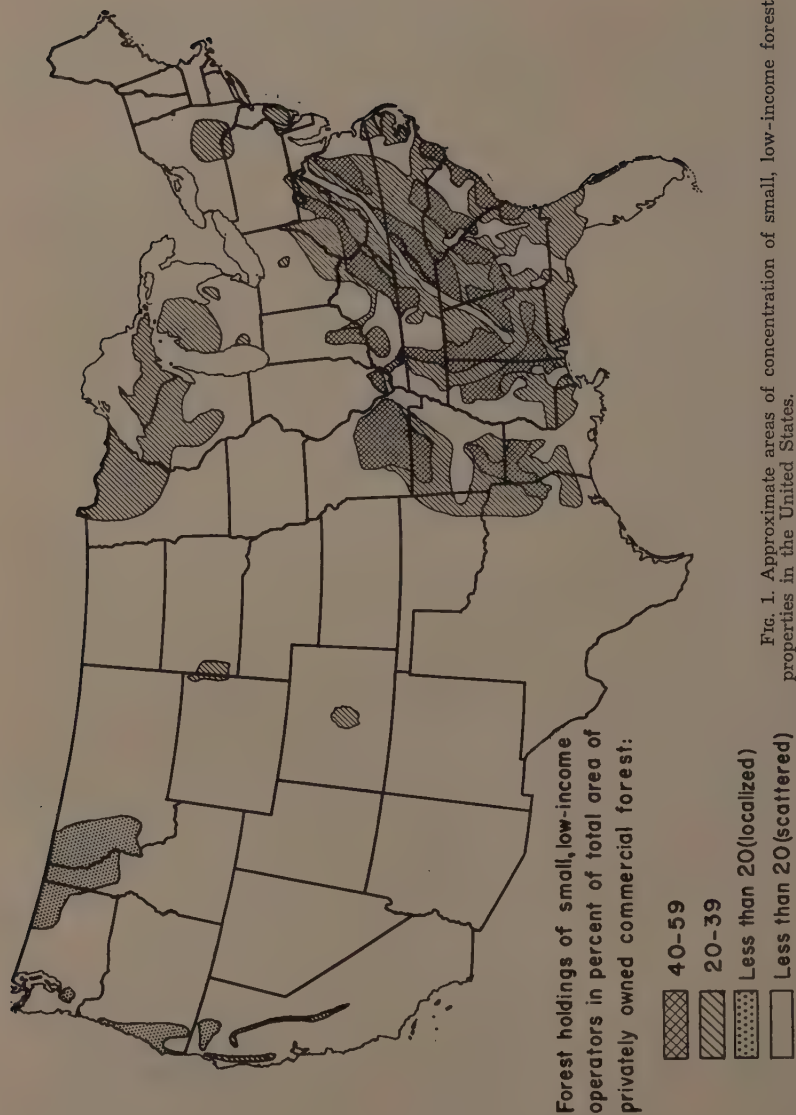 Forest holdings of small, low-income
operators in percent of total area of
privately owned commercial forest:
40-59
20-39
Less than 20 (localized)
Less than 20 (scattered)
FIG. 1. Approximate areas of concentration of small, low-income forest
properties in the United States.